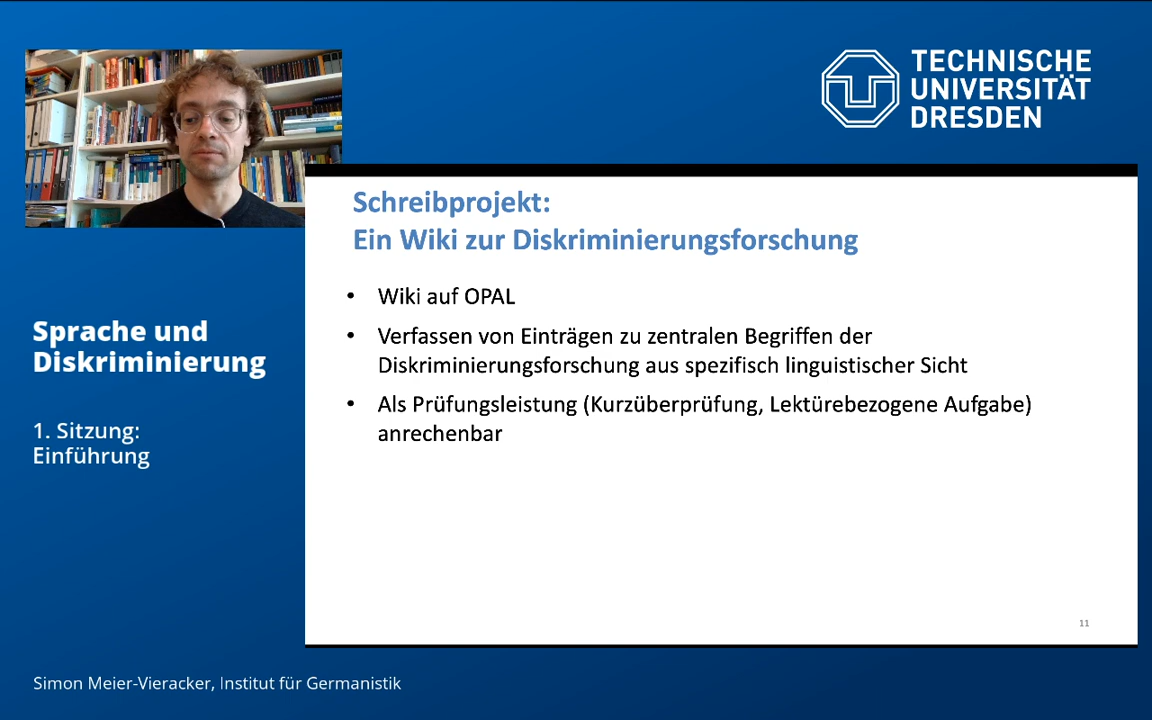 TECHNISCHE
UNIVERSITÄT
DRESDEN
Schreibprojekt:
Ein Wiki zur Diskriminierungsforschung
• Wiki auf OPAL
• Verfassen von Einträgen zu zentralen Begriffen der
Diskriminierungsforschung aus spezifisch linguistischer Sicht
• Als Prüfungsleistung (Kurzüberprüfung, Lektürebezogene Aufgabe)
anrechenbar
11
Sprache und
Diskriminierung
1. Sitzung:
Einführung
Simon Meier-Vieracker, Institut für Germanistik